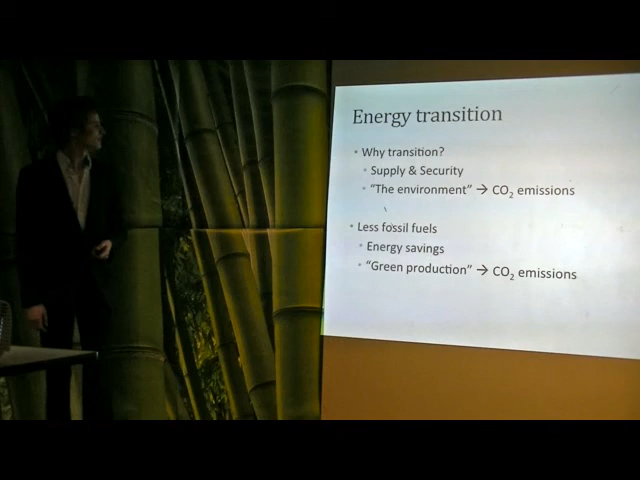 Energy transition
• Why transition?
• Supply & Security
• “The environment” → CO₂ emissions
• Less fossil fuels
• Energy savings
• “Green production” → CO₂ emissions